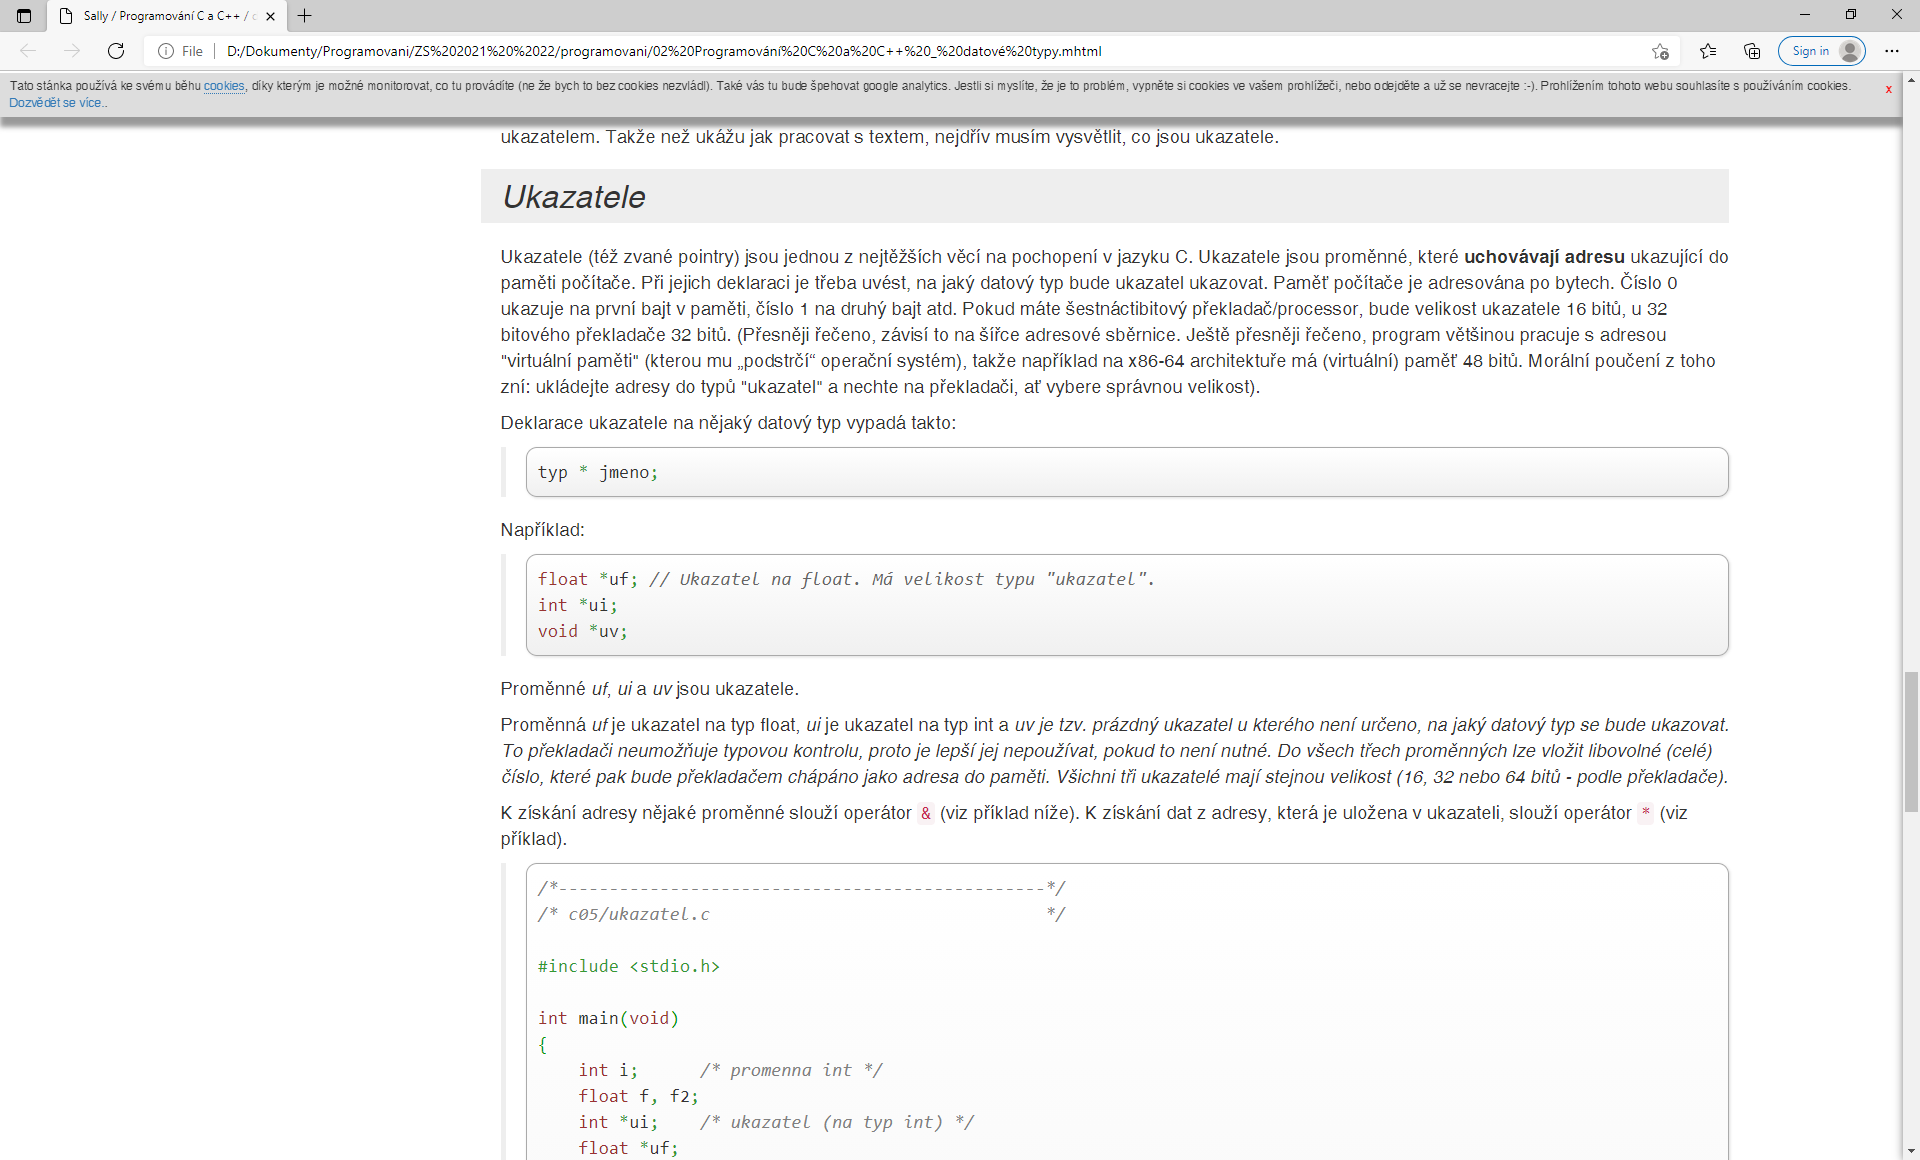 Sally / Programování C a C++ / d
File
D:/Dokumenty/Programovani/ZS%202021%20%2022/programovani/02%20Programování%20C%20a%20C++%20_%20datové%20typy.mhtml
Sign in
Tato stánka používá ke svému běhu cookies, díky kterým je možné monitorovat, co tu provádíte (ne že bych to bez cookies nezvládl). Také vás tu bude špehovat google analytics. Jestli si myslíte, že je to problém, vypněte si cookies ve vašem prohlížeči, nebo odejděte a už se nevracejte :-). Prohlížením tohoto webu souhlasíte s používáním cookies.
x
Dozvědět se více..
ukazatelem. Takže než ukážu jak pracovat s textem, nejdřív musím vysvětlit, co jsou ukazatele.
Ukazatele
Ukazatele (též zvané pointry) jsou jednou z nejtěžších věcí na pochopení v jazyku C. Ukazatele jsou proměnné, které uchovávají adresu ukazující do
paměti počítače. Při jejich deklaraci je třeba uvést, na jaký datový typ bude ukazatel ukazovat. Paměť počítače je adresována po bytech. Číslo 0
ukazuje na první bajt v paměti, číslo 1 na druhý bajt atd. Pokud máte šestnáctibitový překladač/processor, bude velikost ukazatele 16 bitů, u 32
bitového překladače 32 bitů. (Přesněji řečeno, závisí to na šířce adresové sběrnice. Ještě přesněji řečeno, program většinou pracuje s adresou
"virtuální paměti" (kterou mu „podstrčí“ operační systém), takže například na x86-64 architektuře má (virtuální) paměť 48 bitů. Morální poučení z toho
zní: ukládejte adresy do typů "ukazatel" a nechte na překladači, ať vybere správnou velikost).
Deklarace ukazatele na nějaký datový typ vypadá takto:
typ * jmeno;
Například:
float *uf; // Ukazatel na float. Má velikost typu "ukazatel".
int *ui;
void *uv;
Proměnné uf, ui a uv jsou ukazatele.
Proměnná uf je ukazatel na typ float, ui je ukazatel na typ int a uv je tzv. prázdný ukazatel u kterého není určeno, na jaký datový typ se bude ukazovat.
To překladači neumožňuje typovou kontrolu, proto je lepší jej nepoužívat, pokud to není nutné. Do všech třech proměnných lze vložit libovolné (celé)
číslo, které pak bude překladačem chápáno jako adresa do paměti. Všichni tři ukazatelé mají stejnou velikost (16, 32 nebo 64 bitů - podle překladače).
K získání adresy nějaké proměnné slouží operátor & (viz příklad níže). K získání dat z adresy, která je uložena v ukazateli, slouží operátor * (viz
příklad).
/*------------------------------------------------*/
/* c05/ukazatel.c                                 */
#include <stdio.h>
int main(void)
{
    int i;      /* promenna int */
    float f, f2;
    int *ui;    /* ukazatel (na typ int) */
    float *uf;